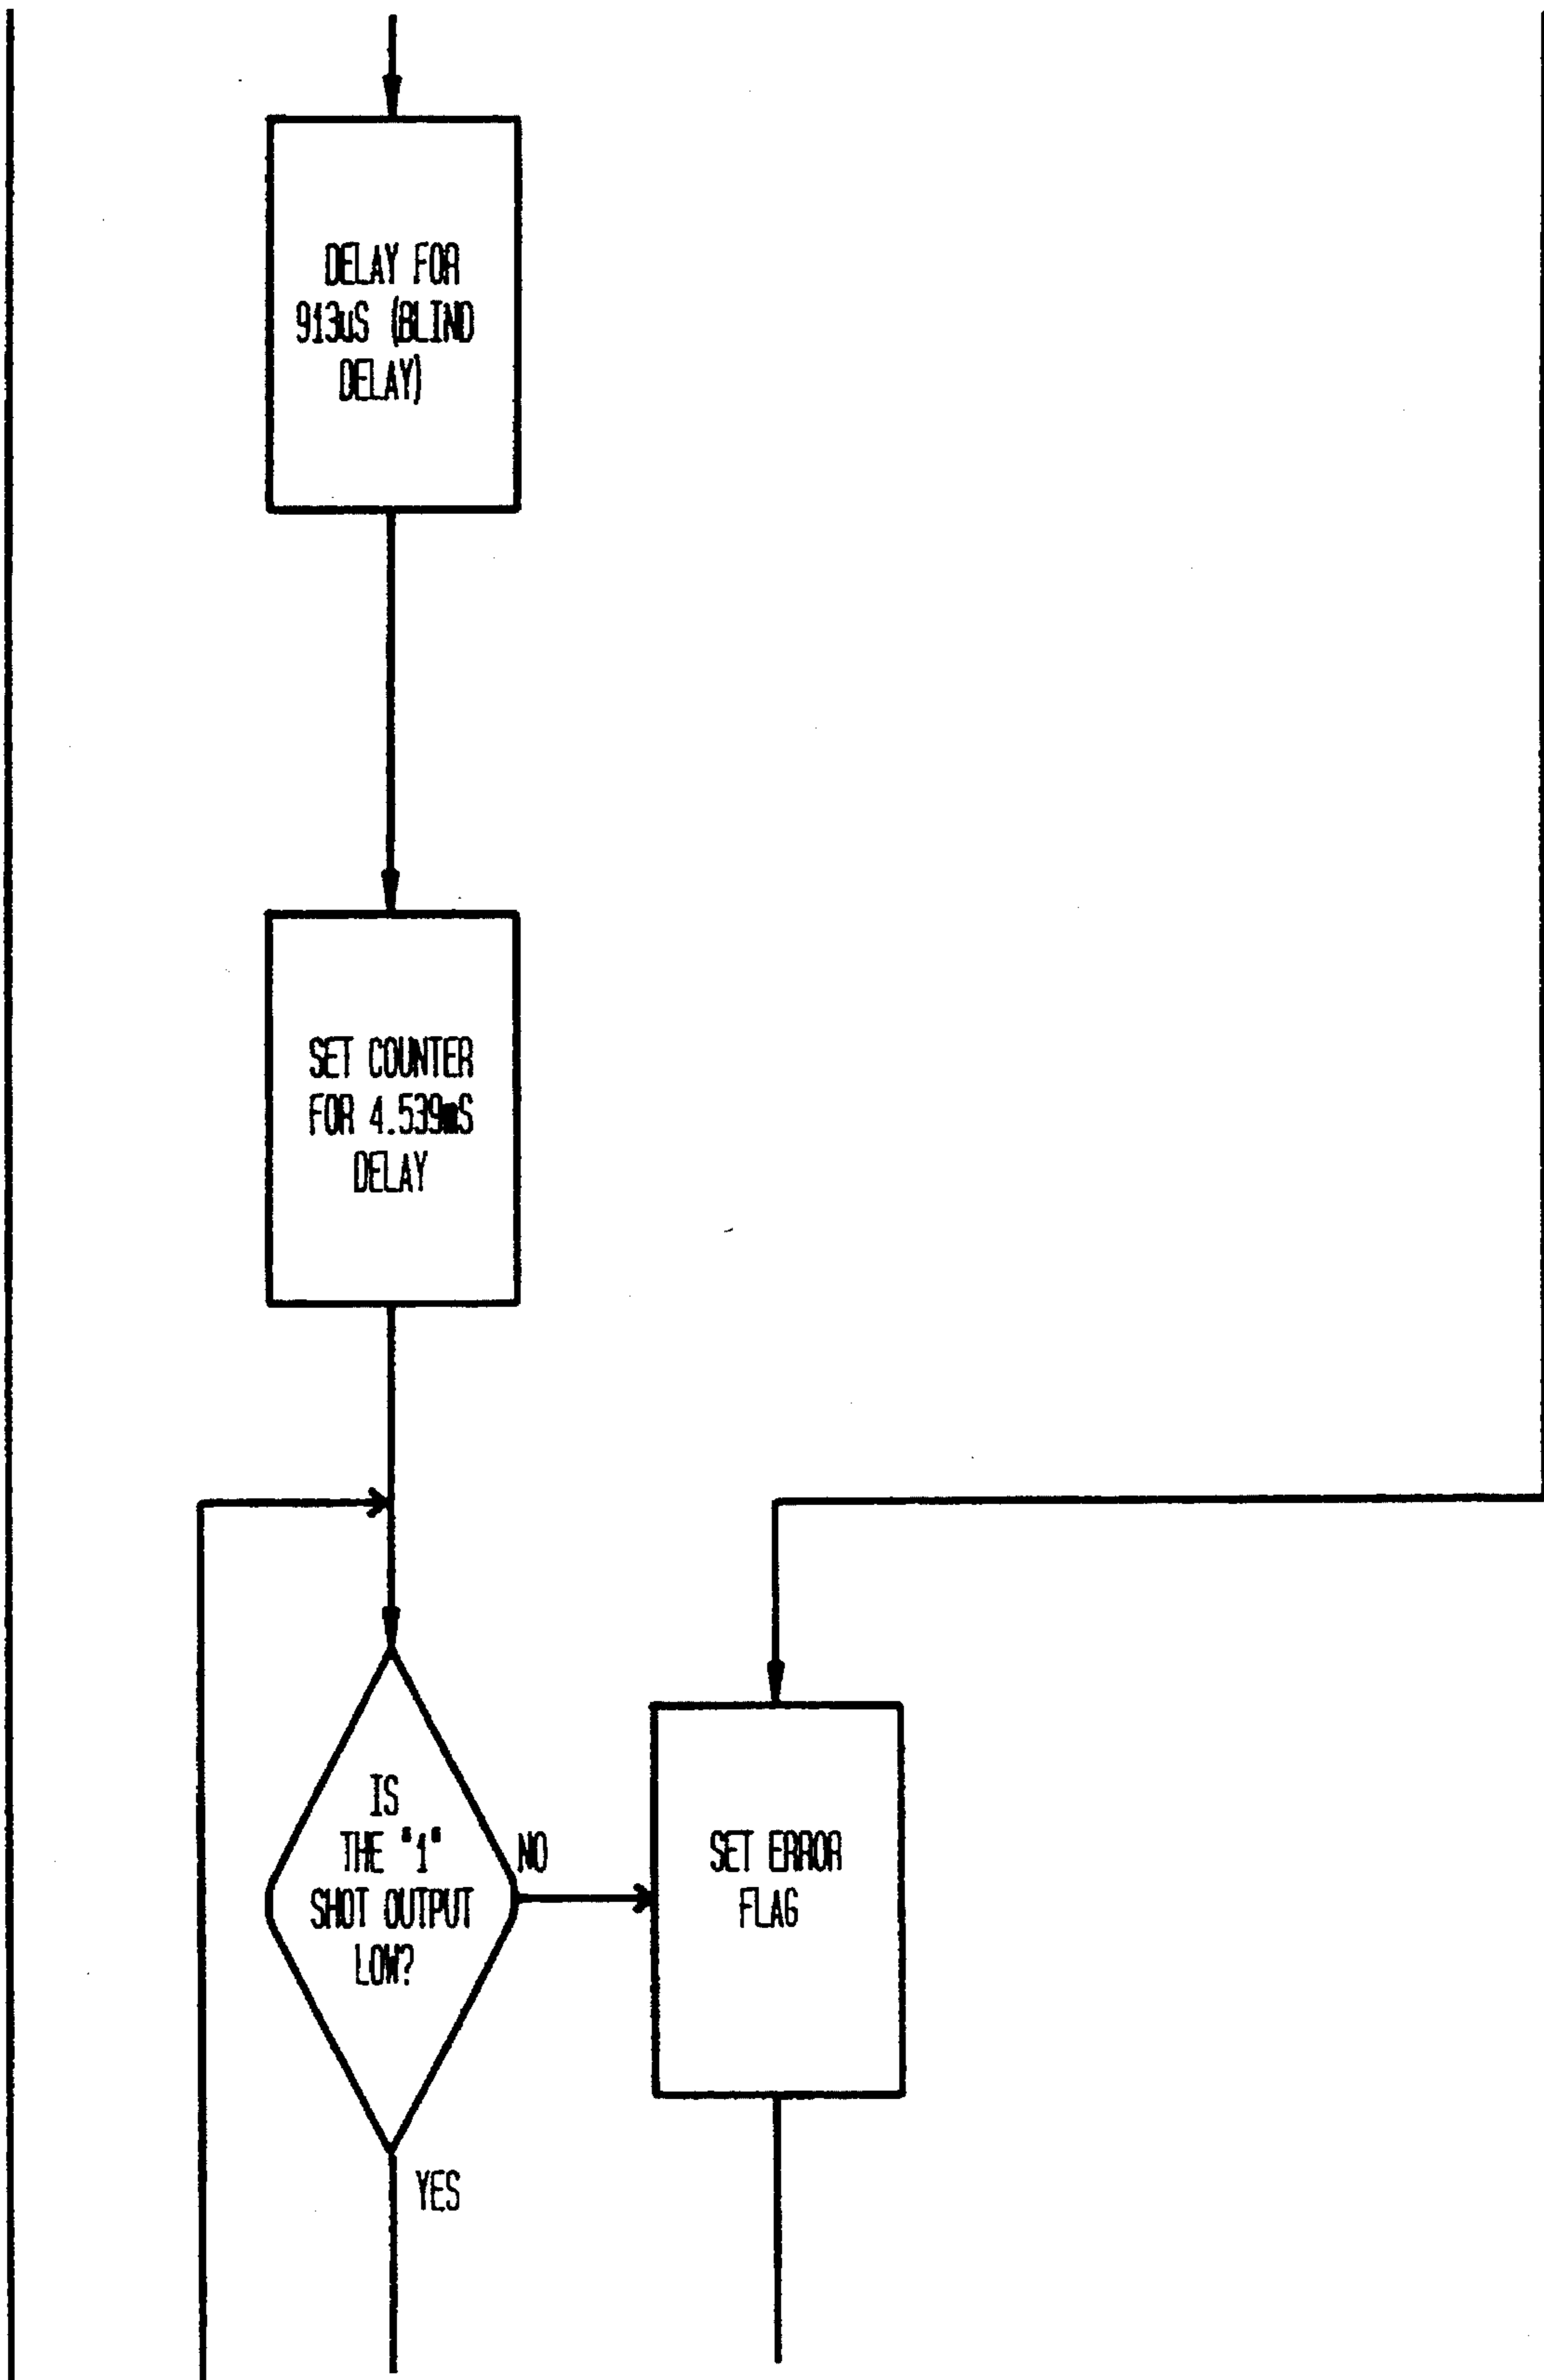 DELAY FOR
913uS (BLIND
DELAY)
SET COUNTER
FOR 4.539mS
DELAY
IS
THE "1"
SHOT OUTPUT
LOW?
NO
SET ERROR
FLAG
YES